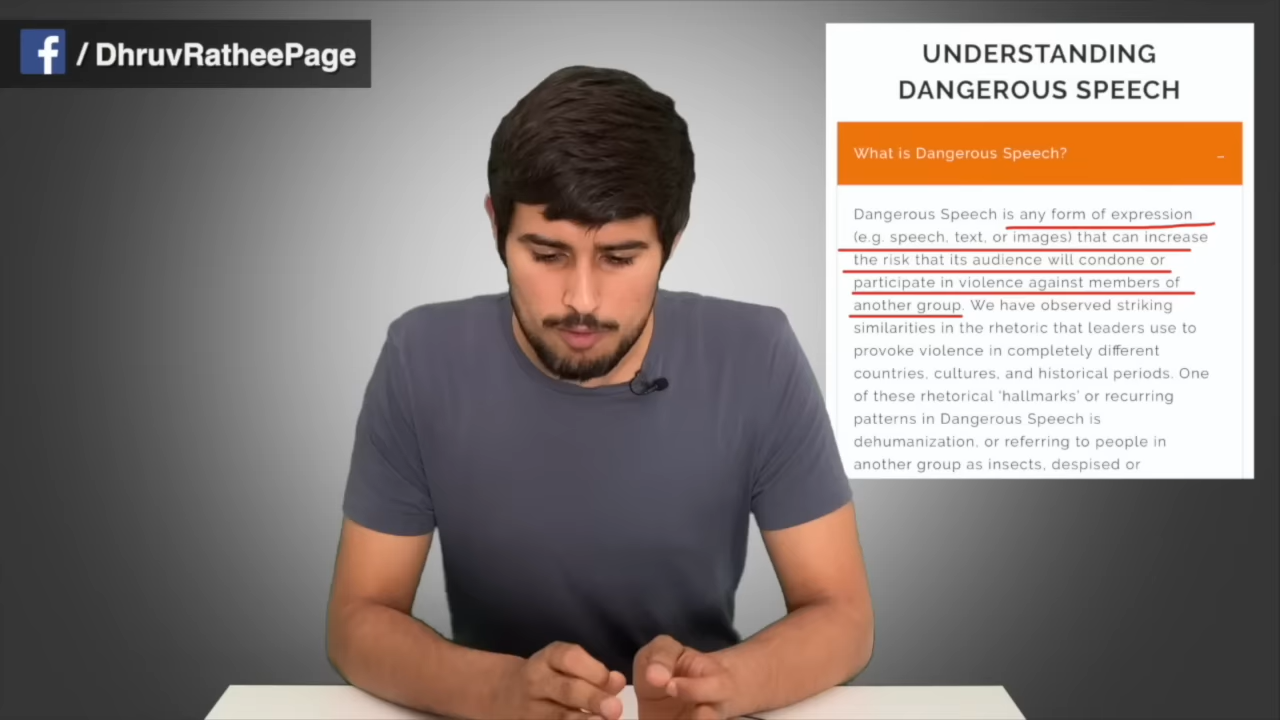 f / DhruvRatheePage
UNDERSTANDING
DANGEROUS SPEECH
What is Dangerous Speech?
Dangerous Speech is any form of expression
(e.g. speech, text, or images) that can increase
the risk that its audience will condone or
participate in violence against members of
another group. We have observed striking
similarities in the rhetoric that leaders use to
provoke violence in completely different
countries, cultures, and historical periods. One
of these rhetorical 'hallmarks' or recurring
patterns in Dangerous Speech is
dehumanization, or referring to people in
another group as insects, despised or